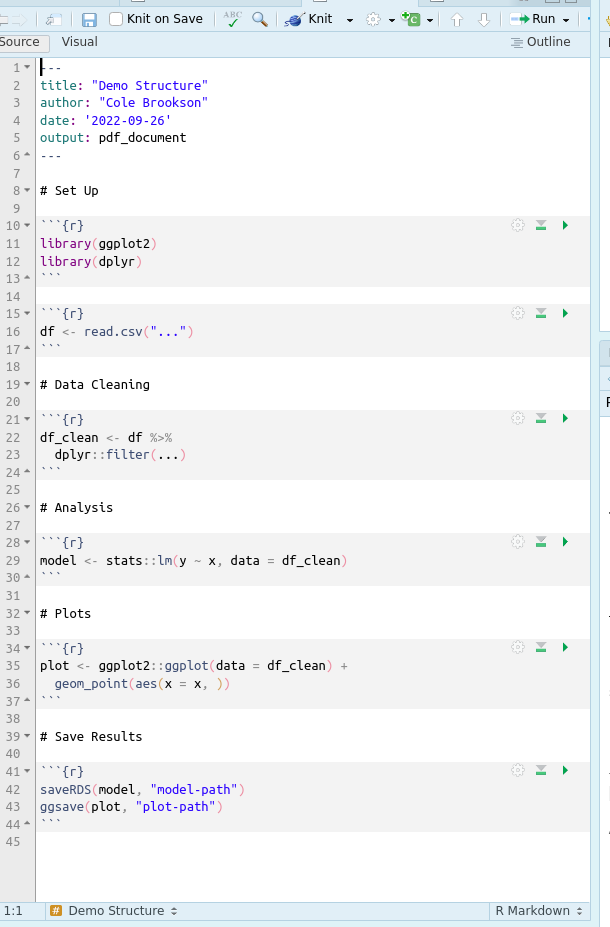 Knit on Save
ABC
Knit
Run
Source
Visual
Outline
1 ---
2 title: "Demo Structure"
3 author: "Cole Brookson"
4 date: '2022-09-26'
5 output: pdf_document
6 ---
7
8 # Set Up
9
10 ```{r}
11 library(ggplot2)
12 library(dplyr)
13 ```
14
15 ```{r}
16 df <- read.csv("...")
17 ```
18
19 # Data Cleaning
20
21 ```{r}
22 df_clean <- df %>%
23   dplyr::filter(...)
24 ```
25
26 # Analysis
27
28 ```{r}
29 model <- stats::lm(y ~ x, data = df_clean)
30 ```
31
32 # Plots
33
34 ```{r}
35 plot <- ggplot2::ggplot(data = df_clean) +
36   geom_point(aes(x = x, ))
37 ```
38
39 # Save Results
40
41 ```{r}
42 saveRDS(model, "model-path")
43 ggsave(plot, "plot-path")
44 ```
45
1:1
# Demo Structure
R Markdown